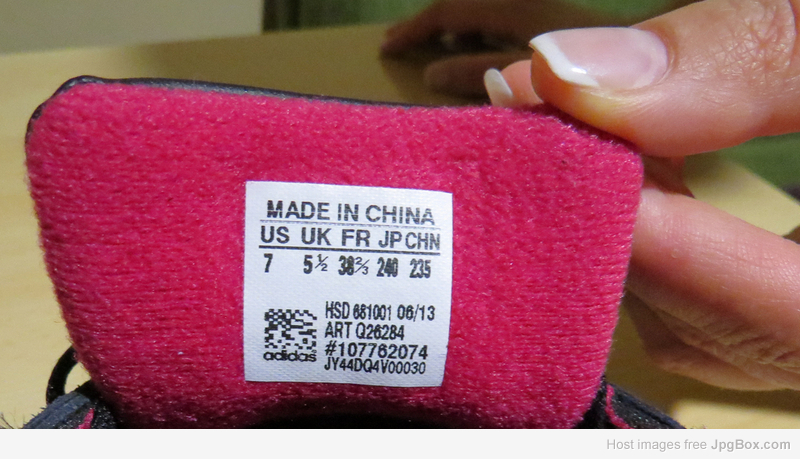 MADE IN CHINA
US UK FR JP CHN
7 5½ 38⅔ 240 235
HSD 681001 06/13
ART Q26284
#107762074
JY44DQ4V00030
adidas
Host images free JpgBox.com